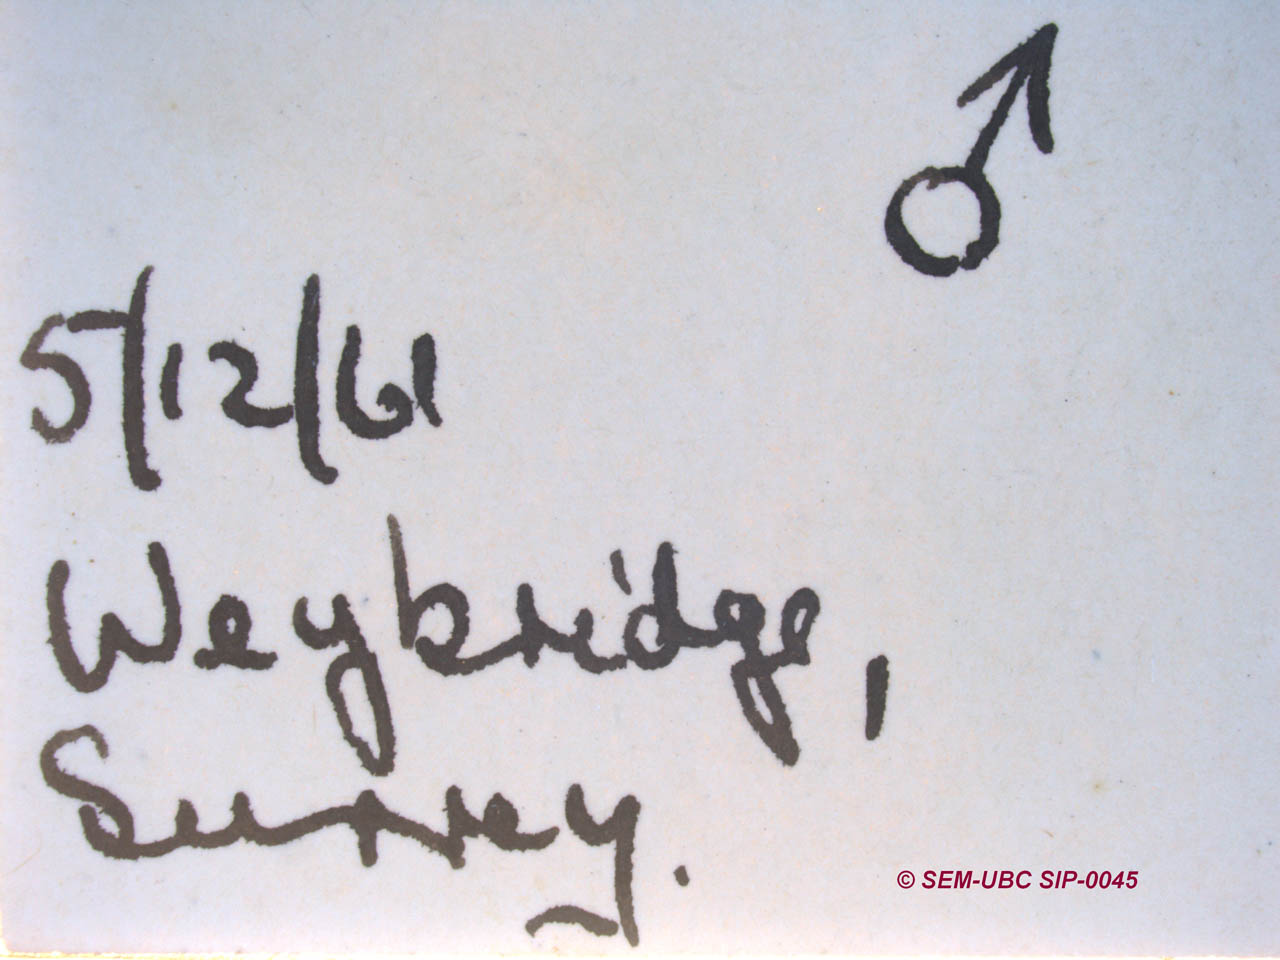 ♂
5/12/61
Weybridge,
Surrey.
© SEM-UBC SIP-0045